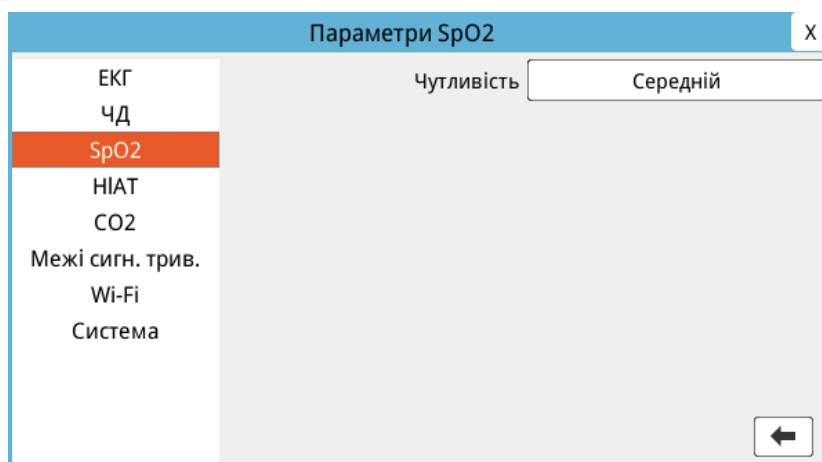 Параметри SpO2
X
ЕКГ
ЧД
SpO2
НІАТ
CO2
Межі сигн. трив.
Wi-Fi
Система
Чутливість
Середній